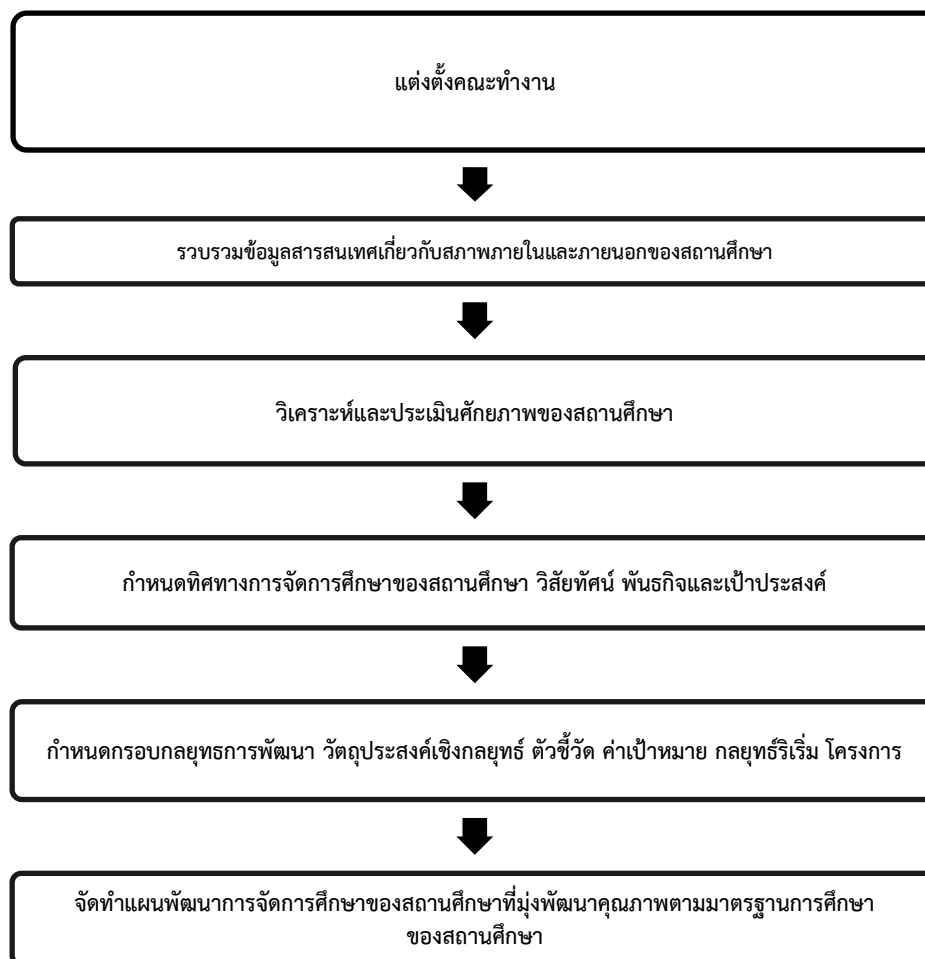 แต่งตั้งคณะทำงาน
รวบรวมข้อมูลสารสนเทศเกี่ยวกับสภาพภายในและภายนอกของสถานศึกษา
วิเคราะห์และประเมินศักยภาพของสถานศึกษา
กำหนดทิศทางการจัดการศึกษาของสถานศึกษา วิสัยทัศน์ พันธกิจและเป้าประสงค์
กำหนดกรอบกลยุทธการพัฒนา วัตถุประสงค์เชิงกลยุทธ์ ตัวชี้วัด ค่าเป้าหมาย กลยุทธ์ริเริ่ม โครงการ
จัดทำแผนพัฒนาการจัดการศึกษาของสถานศึกษาที่มุ่งพัฒนาคุณภาพตามมาตรฐานการศึกษา
ของสถานศึกษา